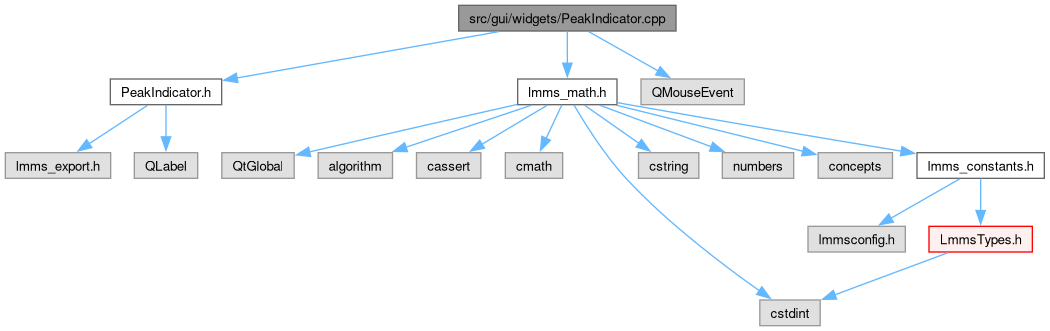 src/gui/widgets/PeakIndicator.cpp
PeakIndicator.h
lmms_math.h
QMouseEvent
lmms_export.h
QLabel
QtGlobal
algorithm
cassert
cmath
cstring
numbers
concepts
lmms_constants.h
lmmsconfig.h
LmmsTypes.h
cstdint